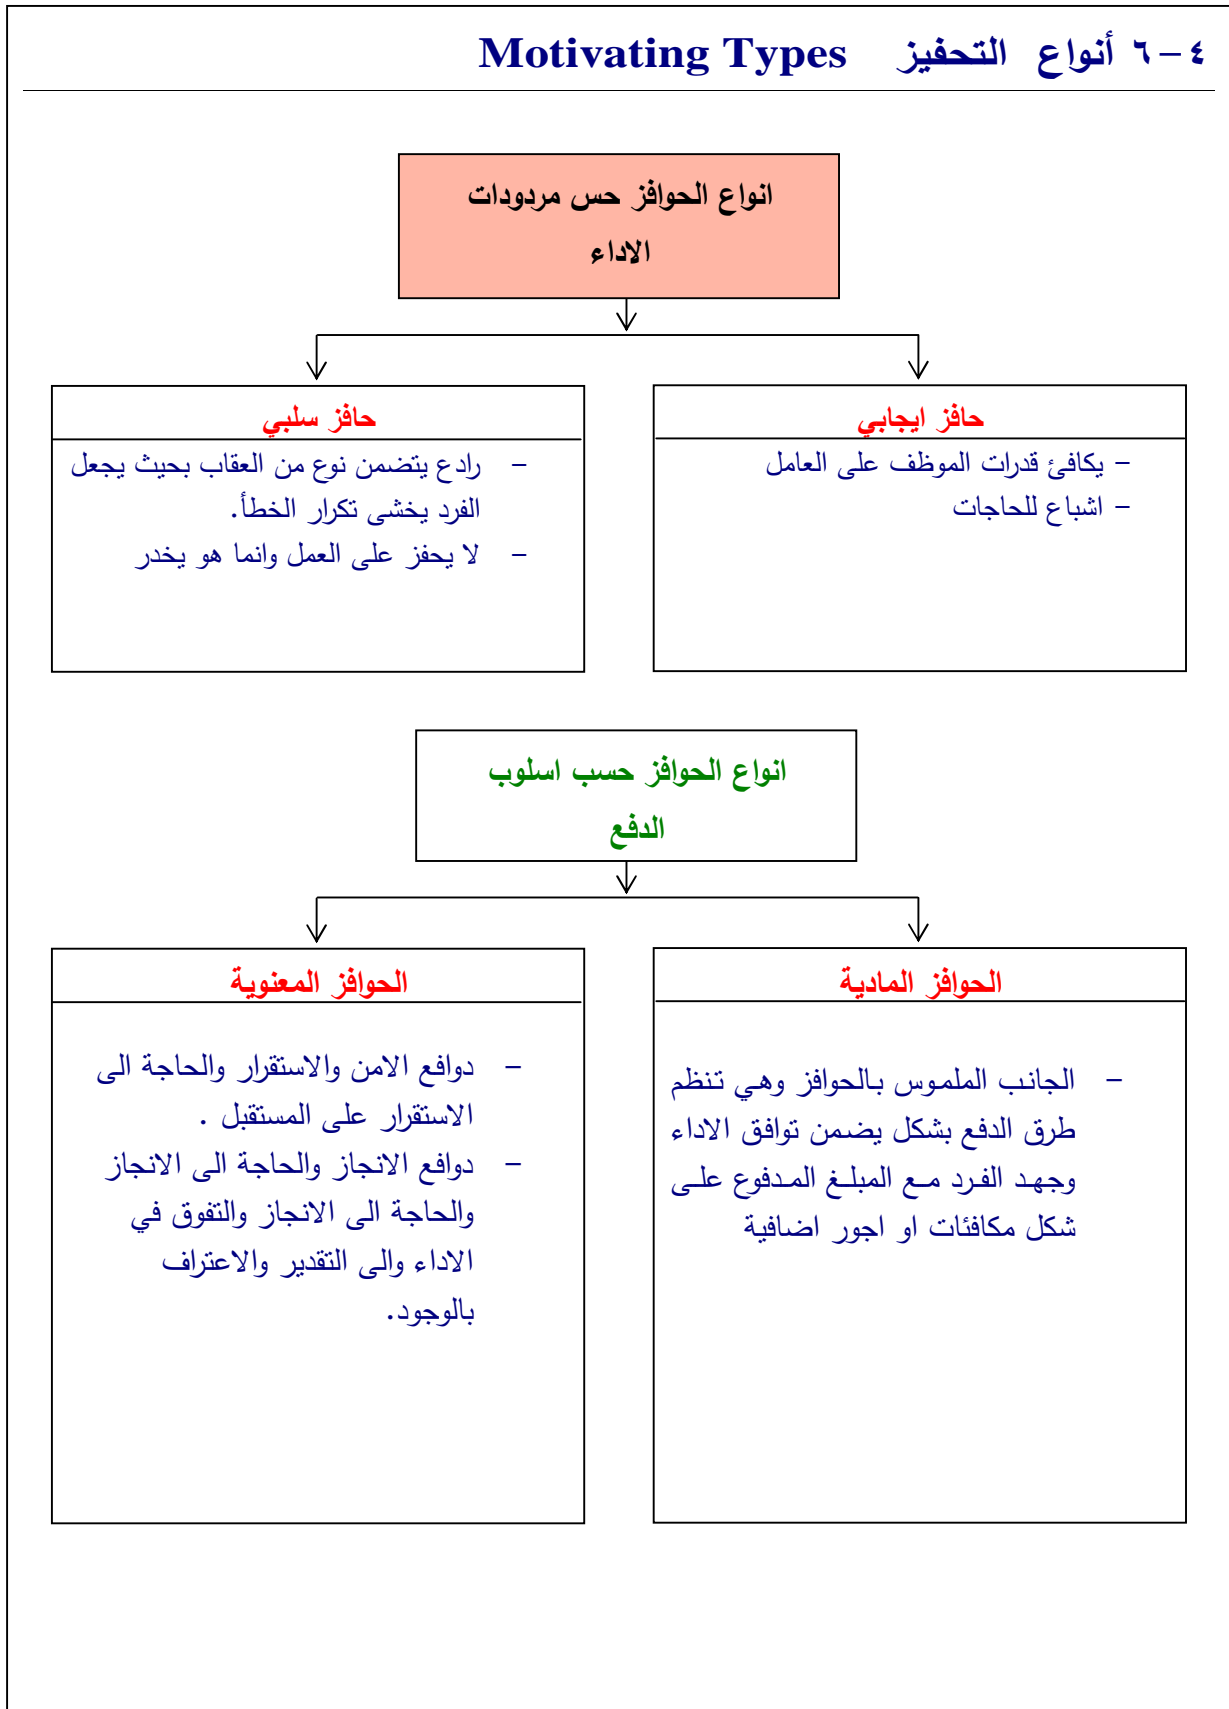 ٤-٦ أنواع التحفيز Motivating Types
انواع الحوافز حس مردودات
الاداء
حافز ايجابي
- يكافئ قدرات الموظف على العامل
- اشباع للحاجات
حافز سلبي
- رادع يتضمن نوع من العقاب بحيث يجعل
الفرد يخشى تكرار الخطأ.
- لا يحفز على العمل وانما هو يخدر
انواع الحوافز حسب اسلوب
الدفع
الحوافز المادية
- الجانب الملموس بالحوافز وهي تنظم
طرق الدفع بشكل يضمن توافق الاداء
وجهد الفرد مع المبلغ المدفوع على
شكل مكافئات او اجور اضافية
الحوافز المعنوية
- دوافع الامن والاستقرار والحاجة الى
الاستقرار على المستقبل .
- دوافع الانجاز والحاجة الى الانجاز
والحاجة الى الانجاز والتفوق في
الاداء والى التقدير والاعتراف
بالوجود.